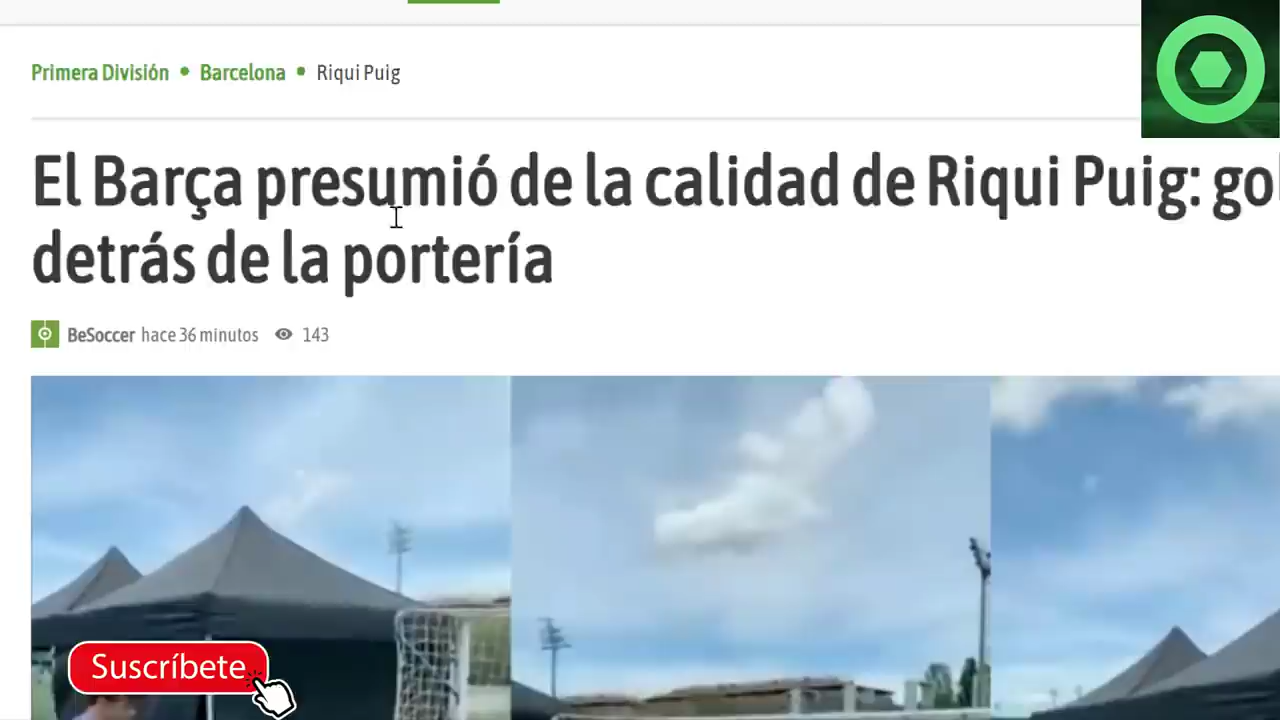 Primera División • Barcelona • Riqui Puig
El Barça presumió de la calidad de Riqui Puig: go
detrás de la portería
BeSoccer hace 36 minutos 143
Suscríbete